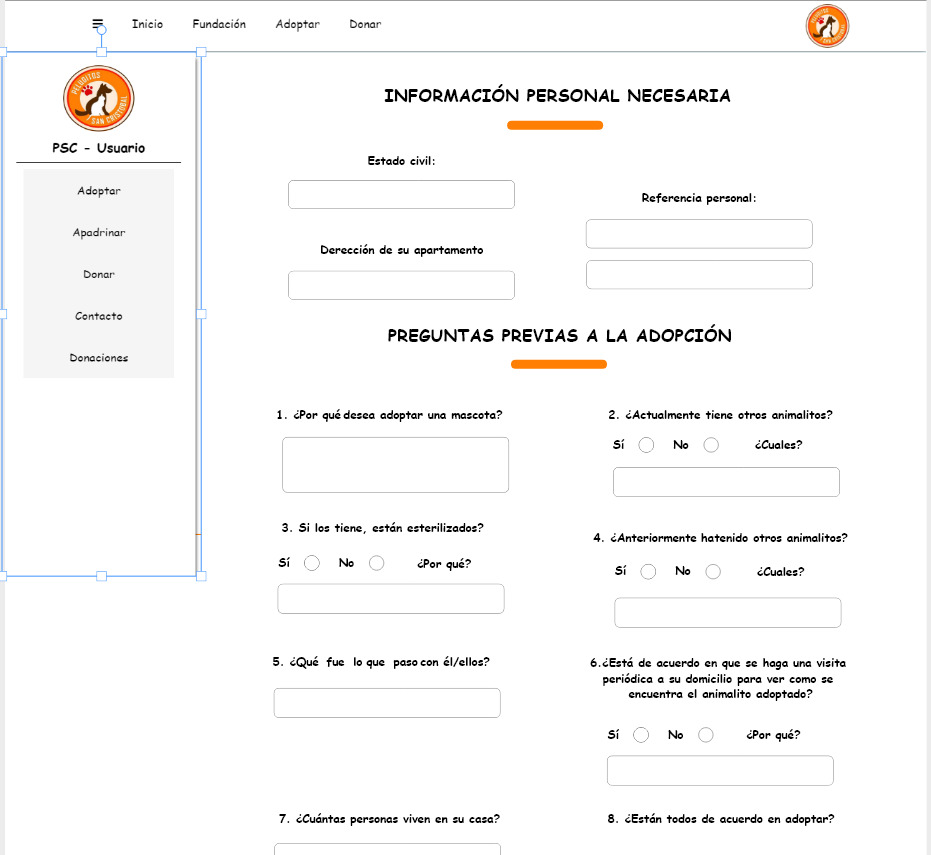 Inicio Fundación Adoptar Donar
PELUDITOS
SAN CRISTOBAL
PSC - Usuario
Adoptar
Apadrinar
Donar
Contacto
Donaciones
INFORMACIÓN PERSONAL NECESARIA
Estado civil:
Referencia personal:
Derección de su apartamento
PREGUNTAS PREVIAS A LA ADOPCIÓN
1. ¿Por qué desea adoptar una mascota?
2. ¿Actualmente tiene otros animalitos?
Sí No ¿Cuales?
3. Si los tiene, están esterilizados?
Sí No ¿Por qué?
4. ¿Anteriormente hatenido otros animalitos?
Sí No ¿Cuales?
5. ¿Qué fue lo que paso con él/ellos?
6.¿Está de acuerdo en que se haga una visita
periódica a su domicilio para ver como se
encuentra el animalito adoptado?
Sí No ¿Por qué?
7. ¿Cuántas personas viven en su casa?
8. ¿Están todos de acuerdo en adoptar?